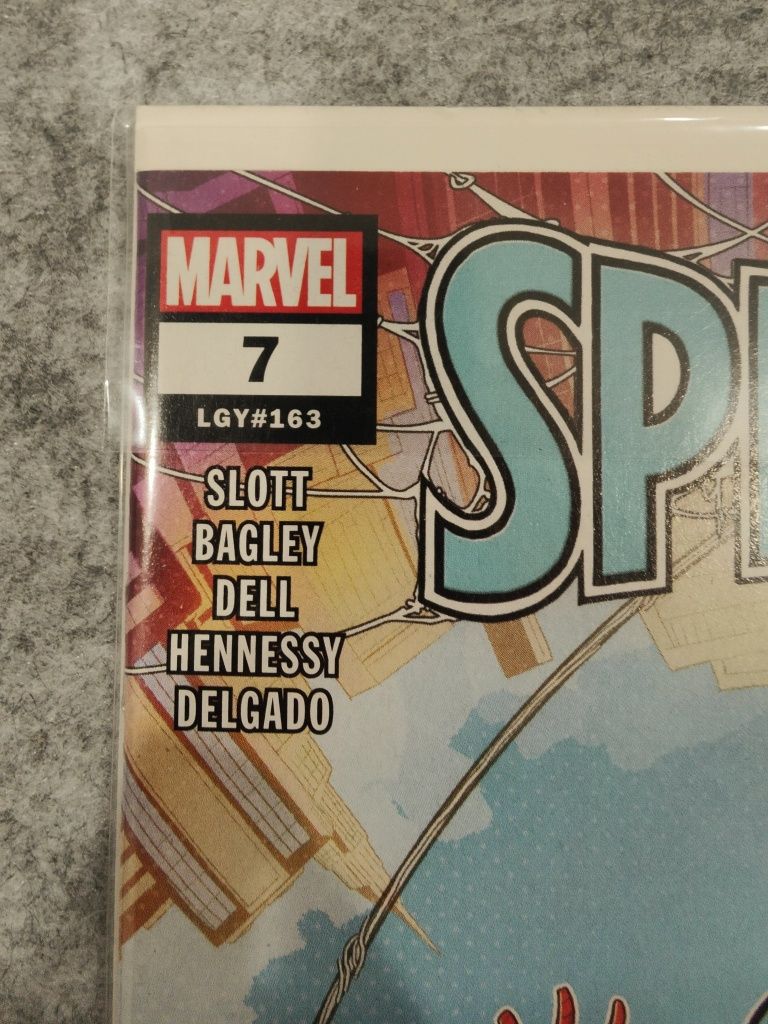 MARVEL
7
LGY#163
SLOTT
BAGLEY
DELL
HENNESSY
DELGADO
SP